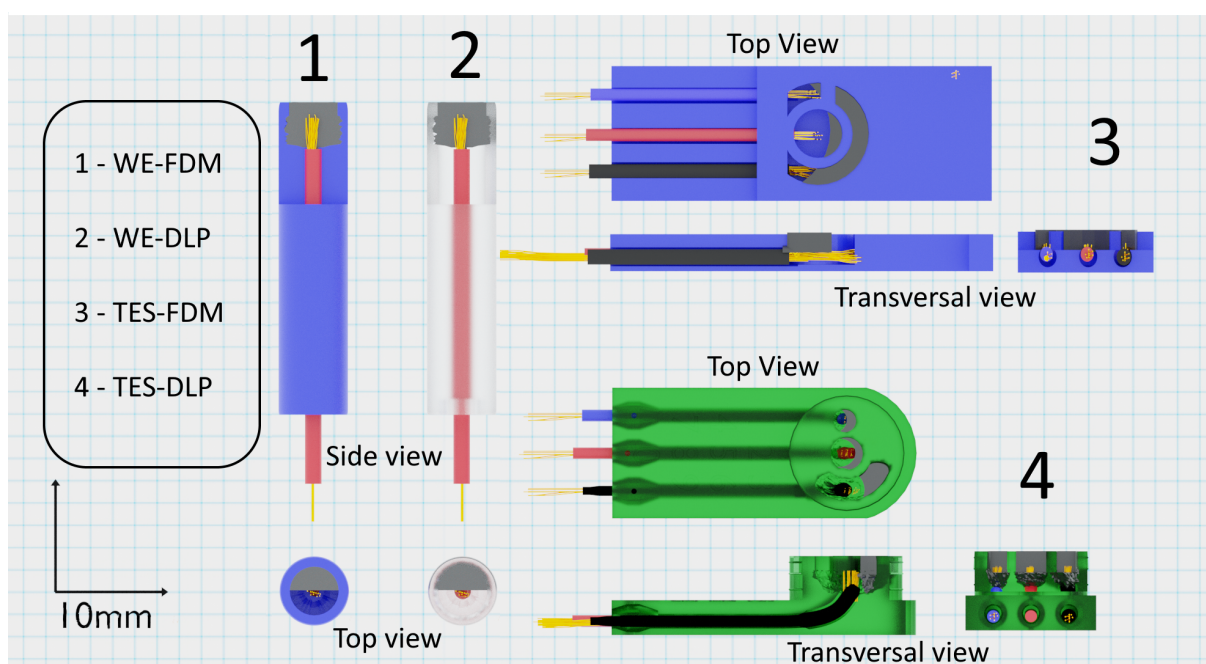 1
2
Top View
3
1 - WE-FDM
2 - WE-DLP
3 - TES-FDM
4 - TES-DLP
Transversal view
Top View
Side view
4
10mm
Top view
Transversal view